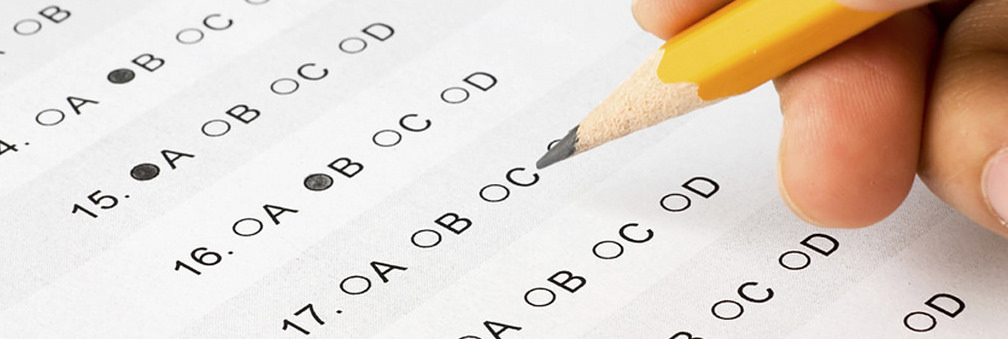 B
4. A B C
15. A B C D
16. A B C D
17. A B C
A B C D
B C D
D